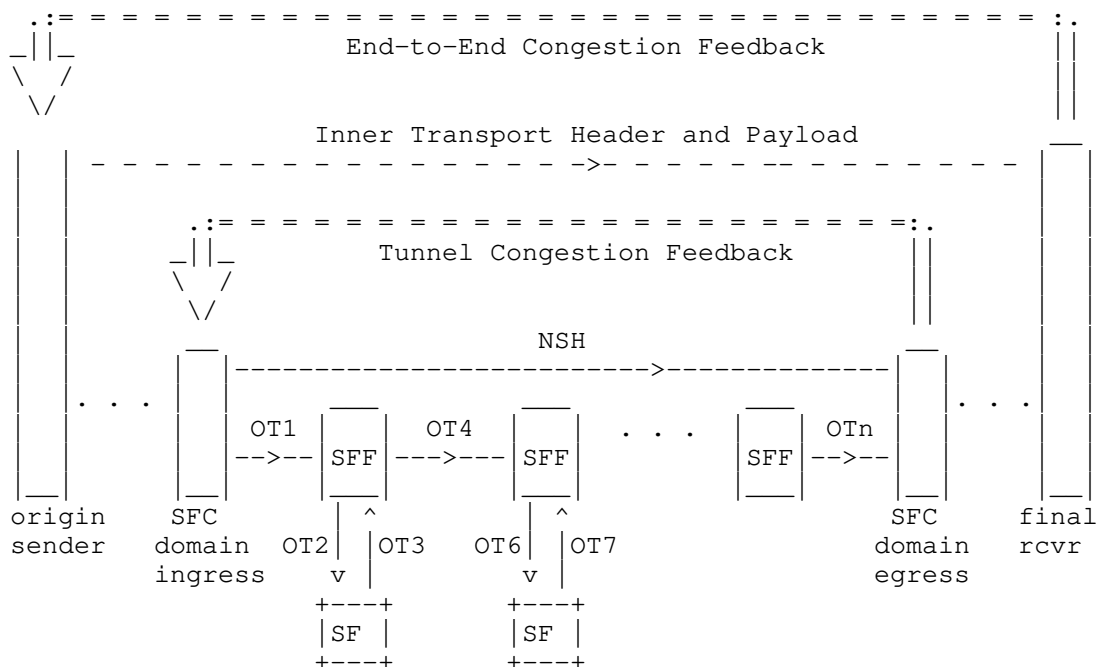 End-to-End Congestion Feedback
Inner Transport Header and Payload
Tunnel Congestion Feedback
NSH
. . . . . .
OT1 OT4 . . . OTn
SFF SFF SFF
origin SFC SFC final
sender domain OT2 OT3 OT6 OT7 domain rcvr
ingress v v egress
SF SF